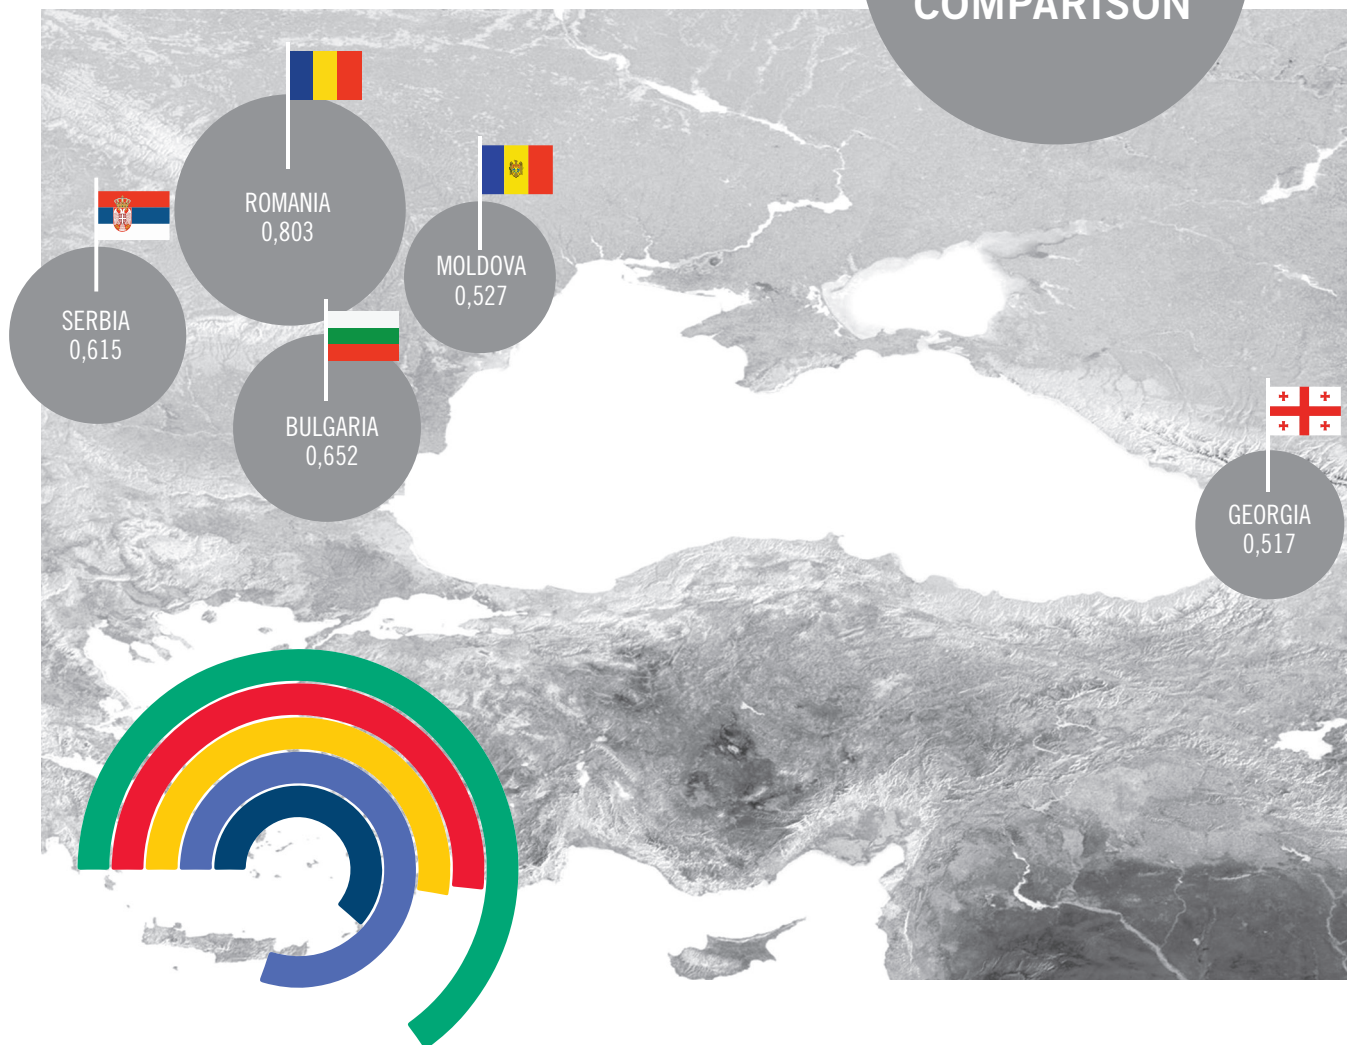 COMPARISON
ROMANIA
0,803
MOLDOVA
0,527
SERBIA
0,615
BULGARIA
0,652
GEORGIA
0,517